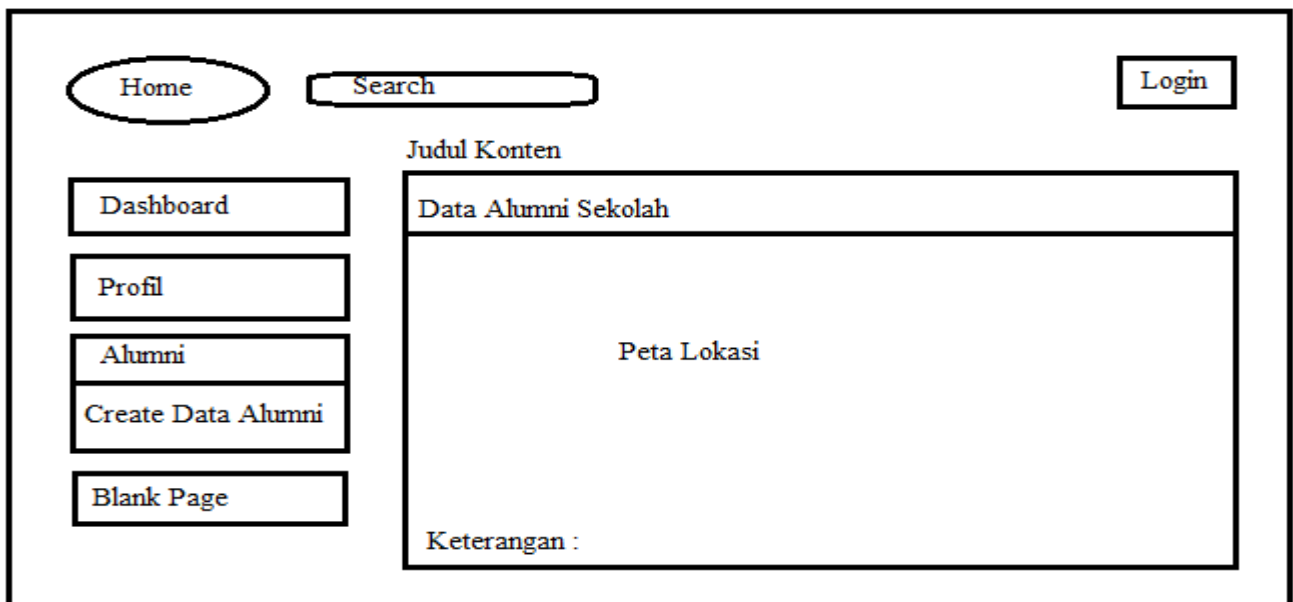 Home
Search
Login
Judul Konten
Dashboard
Profil
Alumni
Create Data Alumni
Blank Page
Data Alumni Sekolah
Peta Lokasi
Keterangan :